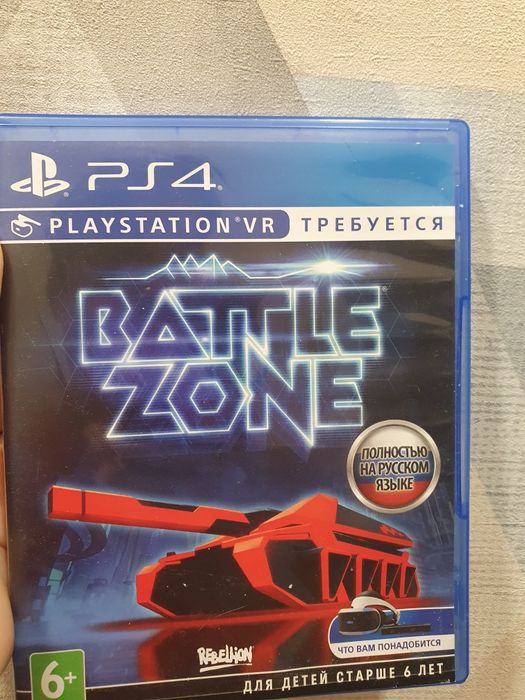 PS4
PLAYSTATION®VR ТРЕБУЕТСЯ
BATTLE
ZONE
ПОЛНОСТЬЮ
НА РУССКОМ
ЯЗЫКЕ
REBELLION
ЧТО ВАМ ПОНАДОБИТСЯ
6+
ДЛЯ ДЕТЕЙ СТАРШЕ 6 ЛЕТ